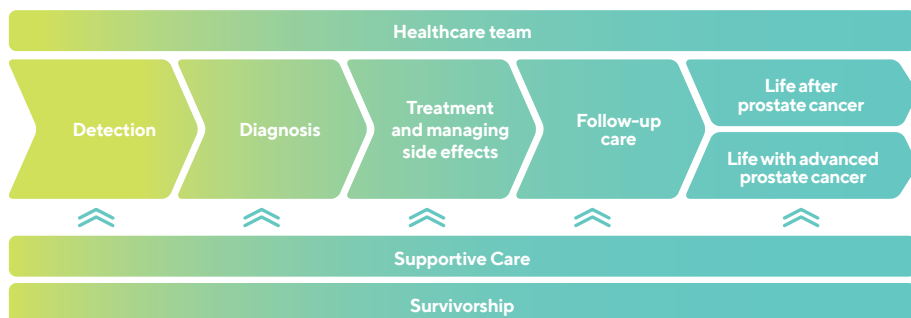 Healthcare team
Detection
Diagnosis
Treatment
and managing
side effects
Follow-up
care
Life after
prostate cancer
Life with advanced
prostate cancer
Supportive Care
Survivorship